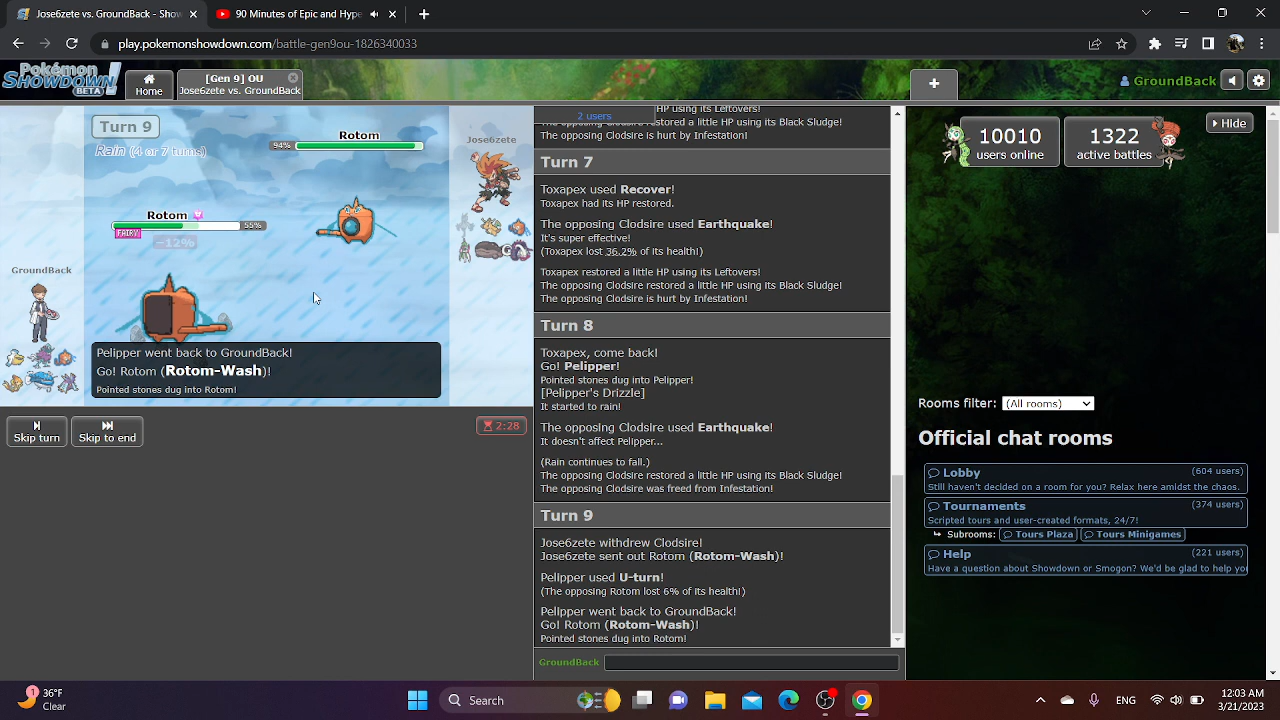 Jose6zete vs. GroundBack - Show
90 Minutes of Epic and Hype
play.pokemonshowdown.com/battle-gen9ou-1826340033
Pokémon
SHOWDOWN!
BETA
Home
[Gen 9] OU
Jose6zete vs. GroundBack
GroundBack
Turn 9
Rain (4 or 7 turns)
Rotom
94%
Rotom
55%
FAIRY
−12%
GroundBack
Jose6zete
Pelipper went back to GroundBack!
Go! Rotom (Rotom-Wash)!
Pointed stones dug into Rotom!
Skip turn
Skip to end
2:28
2 users
HP using its Leftovers!
stored a little HP using its Black Sludge!
The opposing Clodsire is hurt by Infestation!
Turn 7
Toxapex used Recover!
Toxapex had its HP restored.
The opposing Clodsire used Earthquake!
It's super effective!
(Toxapex lost 36.2% of its health!)
Toxapex restored a little HP using its Leftovers!
The opposing Clodsire restored a little HP using its Black Sludge!
The opposing Clodsire is hurt by Infestation!
Turn 8
Toxapex, come back!
Go! Pelipper!
Pointed stones dug into Pelipper!
[Pelipper's Drizzle]
It started to rain!
The opposing Clodsire used Earthquake!
It doesn't affect Pelipper...
(Rain continues to fall.)
The opposing Clodsire restored a little HP using its Black Sludge!
The opposing Clodsire was freed from Infestation!
Turn 9
Jose6zete withdrew Clodsire!
Jose6zete sent out Rotom (Rotom-Wash)!
Pelipper used U-turn!
(The opposing Rotom lost 6% of its health!)
Pelipper went back to GroundBack!
Go! Rotom (Rotom-Wash)!
Pointed stones dug into Rotom!
GroundBack
10010
users online
1322
active battles
Hide
Rooms filter: (All rooms)
Official chat rooms
Lobby (604 users)
Still haven't decided on a room for you? Relax here amidst the chaos.
Tournaments (374 users)
Scripted tours and user-created formats, 24/7!
Subrooms: Tours Plaza Tours Minigames
Help (221 users)
Have a question about Showdown or Smogon? We'd be glad to help yo
1
36°F
Clear
Search
ENG
12:03 AM
3/21/2023